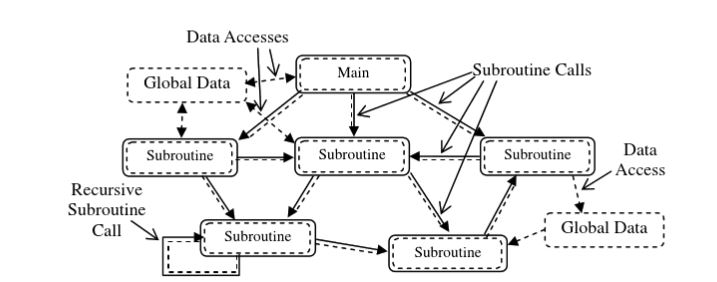 Data Accesses
Main
Subroutine Calls
Global Data
Subroutine
Subroutine
Subroutine
Data
Access
Recursive
Subroutine
Call
Subroutine
Subroutine
Global Data